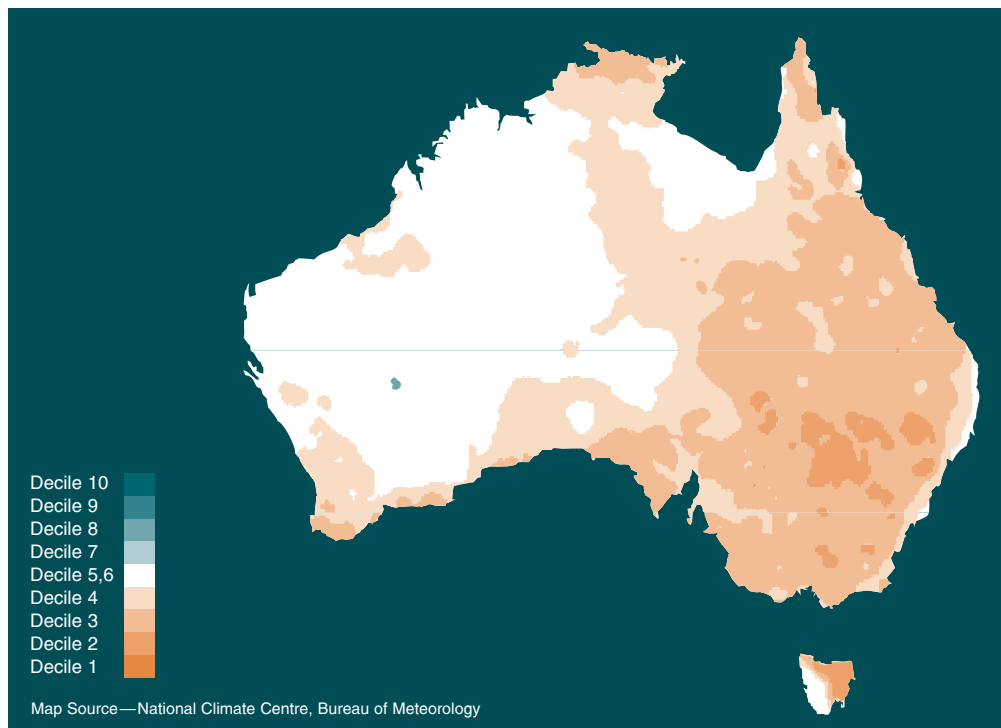 Decile 10
Decile 9
Decile 8
Decile 7
Decile 5,6
Decile 4
Decile 3
Decile 2
Decile 1
Map Source—National Climate Centre, Bureau of Meteorology